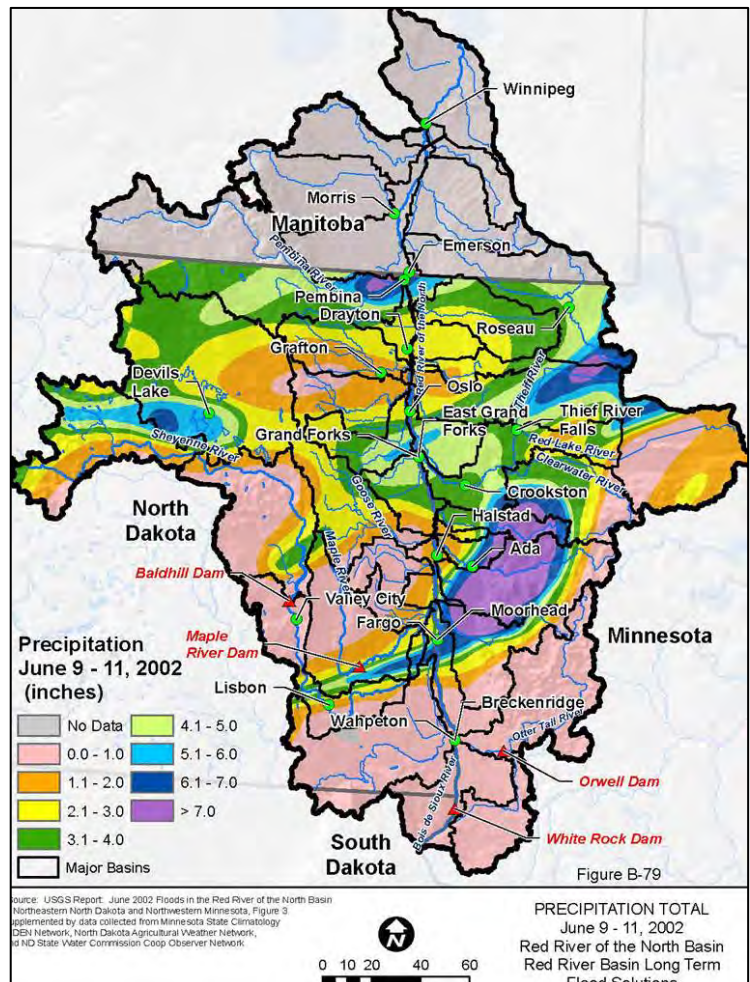 Winnipeg
Morris
Manitoba
Emerson
Pembina River
Pembina
Drayton
Red River of the North
Roseau
Grafton
Thief River
Devils
Lake
Oslo
East Grand
Forks
Thief River
Falls
Grand Forks
Sheyenne River
Red Lake River
Clearwater River
Goose River
Crookston
North
Dakota
Halstad
Ada
Maple River
Baldhill Dam
Valley City
Fargo
Moorhead
Minnesota
Maple
River Dam
Lisbon
Breckenridge
Wahpeton
Otter Tail River
Orwell Dam
Bois de Sioux River
White Rock Dam
South
Dakota
Precipitation
June 9 - 11, 2002
(inches)
No Data
0.0 - 1.0
1.1 - 2.0
2.1 - 3.0
3.1 - 4.0
4.1 - 5.0
5.1 - 6.0
6.1 - 7.0
> 7.0
Major Basins
Figure B-79
ource: USGS Report: June 2002 Floods in the Red River of the North Basin
Northeastern North Dakota and Northwestern Minnesota, Figure 3.
upplemented by data collected from Minnesota State Climatology
DEN Network, North Dakota Agricultural Weather Network,
nd ND State Water Commission Coop Observer Network
N
0 10 20 40 60
PRECIPITATION TOTAL
June 9 - 11, 2002
Red River of the North Basin
Red River Basin Long Term
Flood Solutions